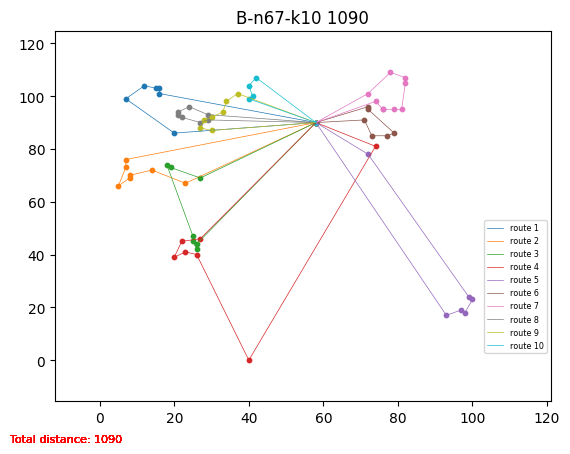 B-n67-k10 1090
120
100
80
60
40
20
0
route 1
route 2
route 3
route 4
route 5
route 6
route 7
route 8
route 9
route 10
0 20 40 60 80 100 120
Total distance: 1090